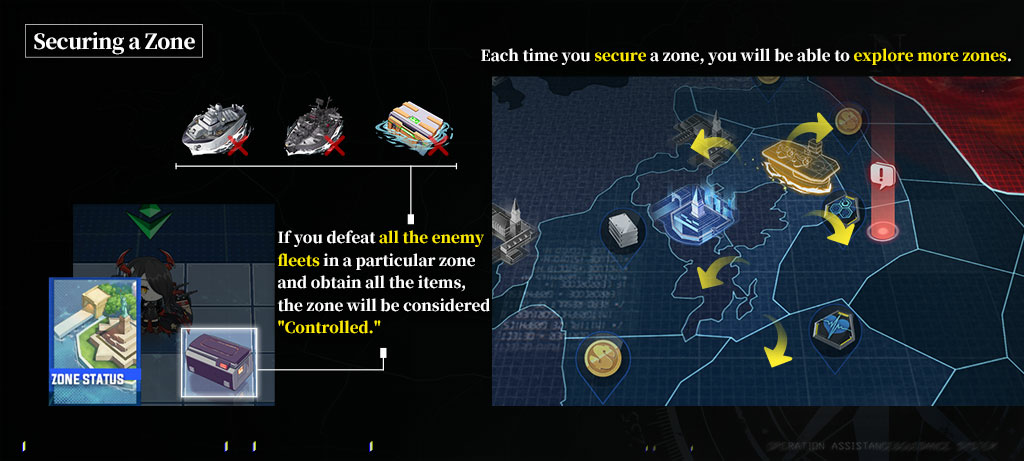 Securing a Zone
Each time you secure a zone, you will be able to explore more zones.
If you defeat all the enemy
fleets in a particular zone
and obtain all the items,
the zone will be considered
"Controlled."
ZONE STATUS